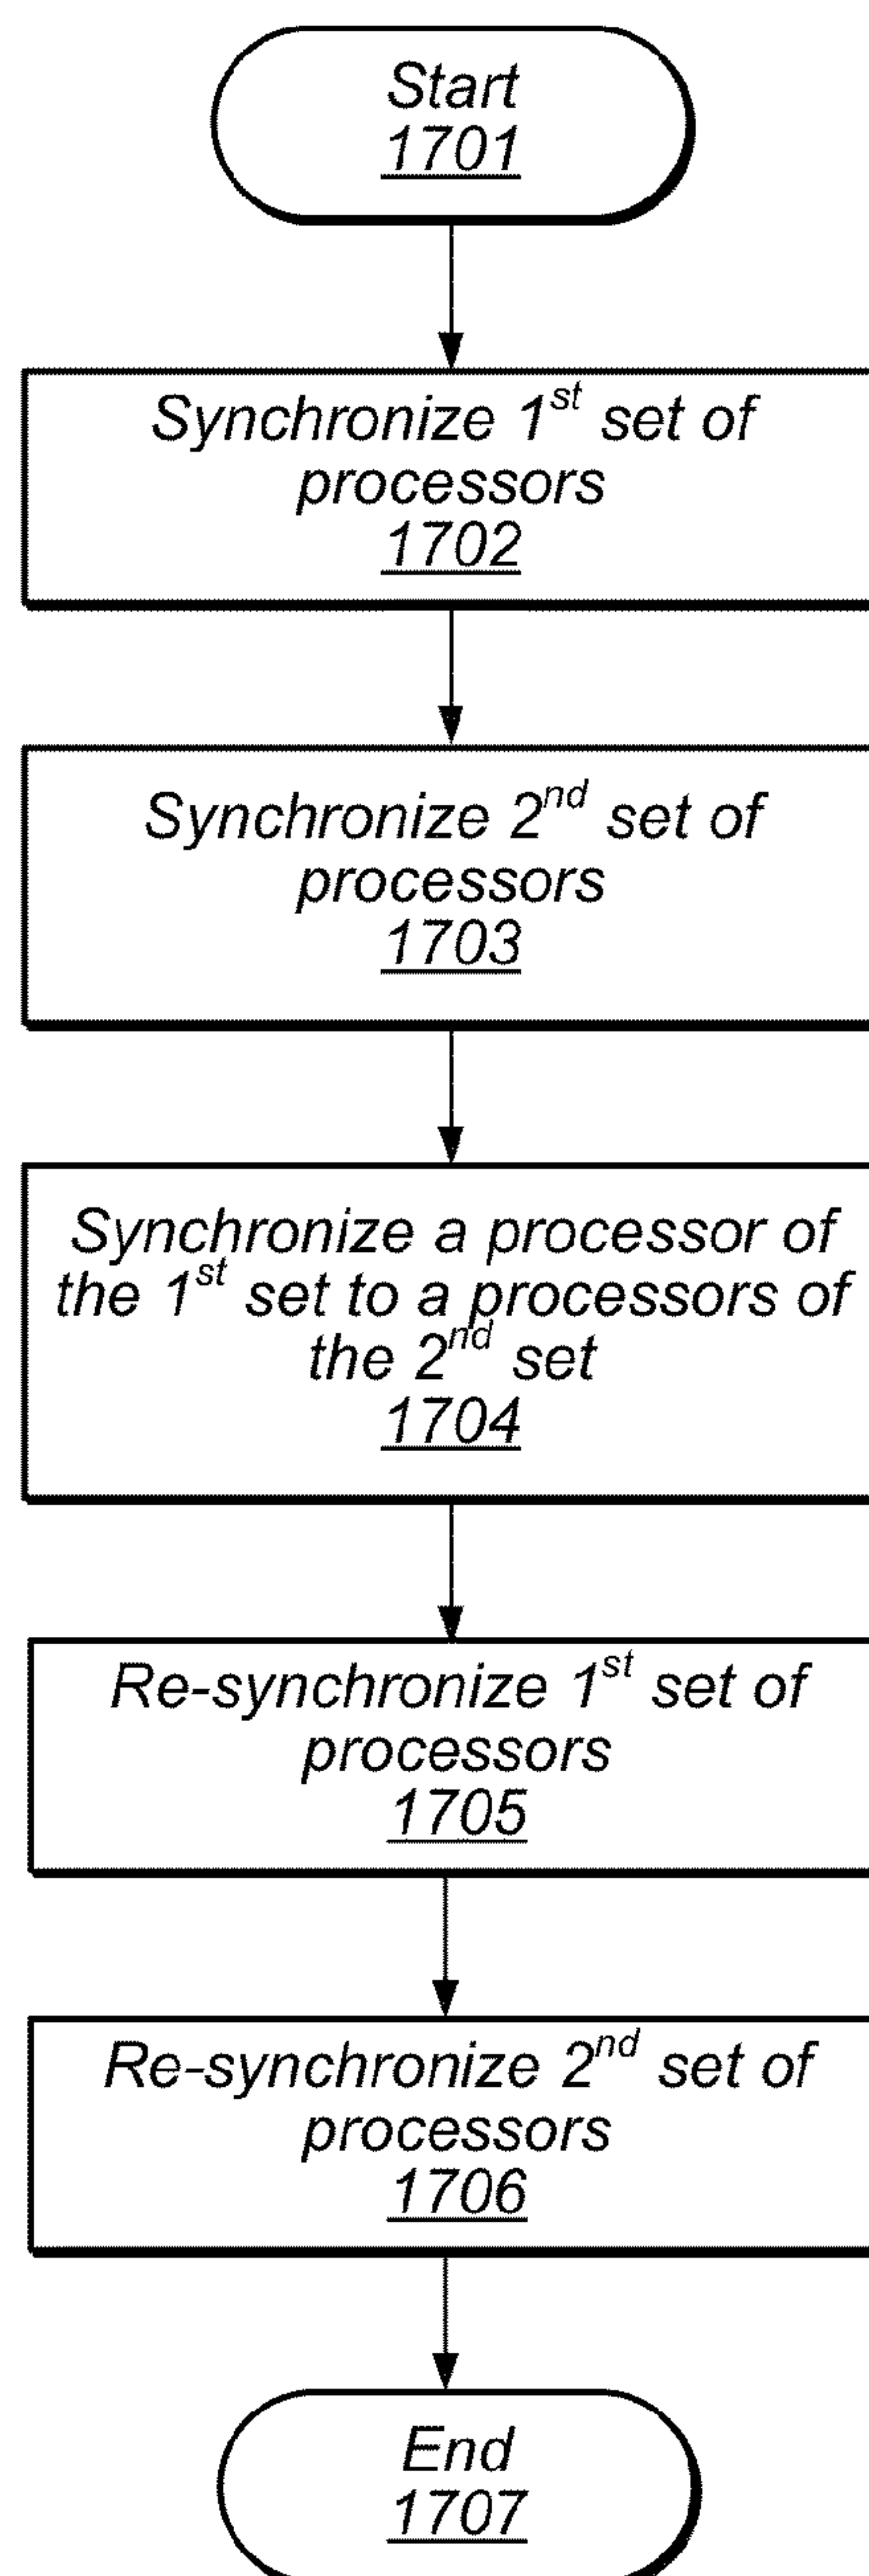 Start
1701
Synchronize 1st set of
processors
1702
Synchronize 2nd set of
processors
1703
Synchronize a processor of
the 1st set to a processors of
the 2nd set
1704
Re-synchronize 1st set of
processors
1705
Re-synchronize 2nd set of
processors
1706
End
1707